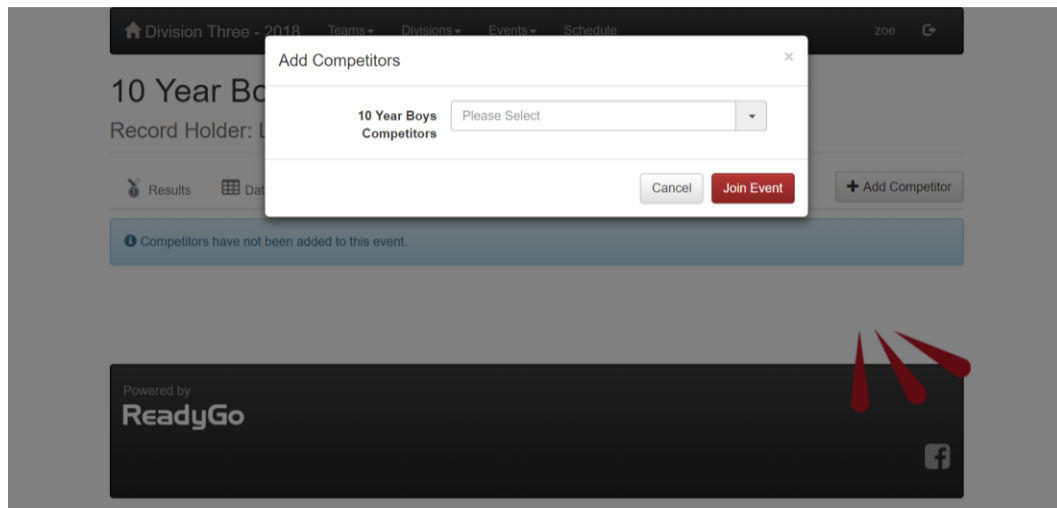 Division Three - 2018 Teams Divisions Events Schedule zoe
Add Competitors ×
10 Year Bo
10 Year Boys Competitors
Please Select
Record Holder: L
Results Dat
Cancel Join Event
+ Add Competitor
Competitors have not been added to this event.
Powered by
ReadyGo